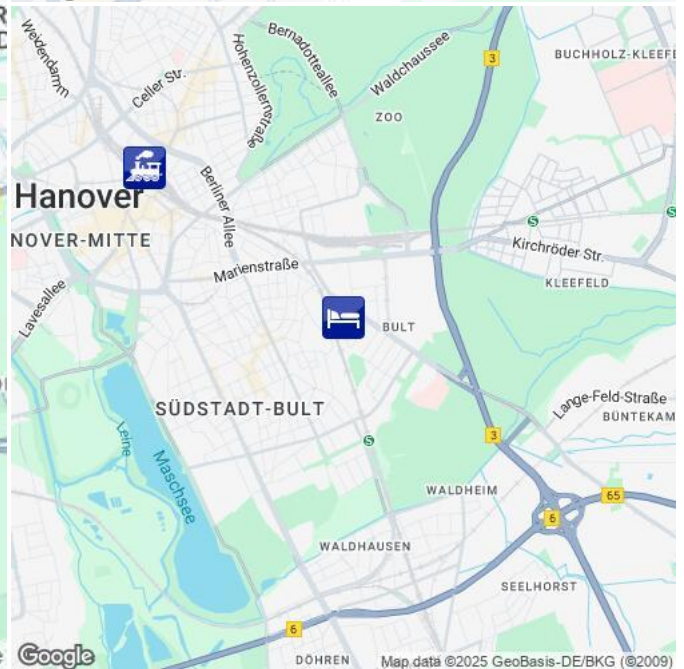 R
D
Weidendamm
Celler Str.
Hohenzollernstraße
Bernadotteallee
Waldchaussee
3
BUCHHOLZ-KLEEFE
ZOO
Hanover
NOVER-MITTE
Berliner Allee
S
S
Kirchröder Str.
Marienstraße
KLEEFELD
Lavesallee
BULT
SÜDSTADT-BULT
Lange-Feld-Straße
BÜNTEKAM
Leine
Maschsee
S
3
WALDHEIM
65
6
WALDHAUSEN
SEELHORST
6
Google
DÖHREN
Map data ©2025 GeoBasis-DE/BKG (©2009)